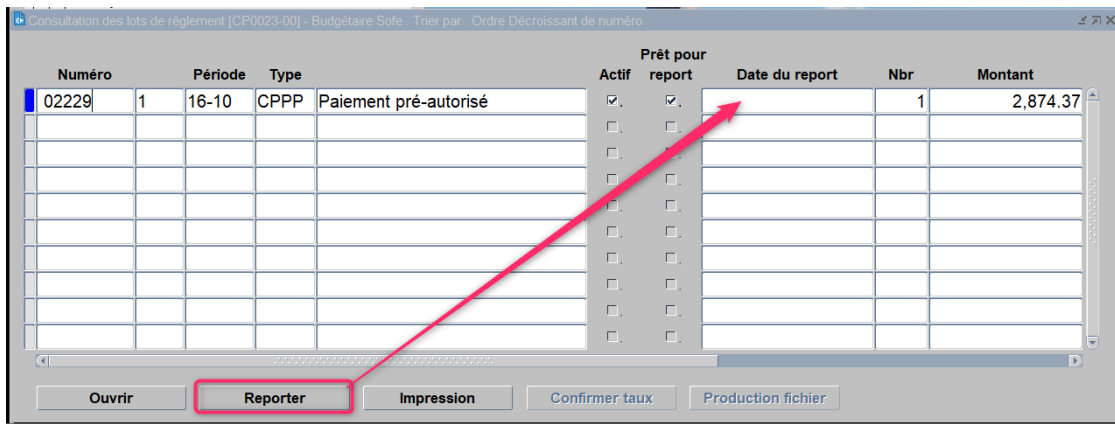 Consultation des lots de règlement [CP0023-00] - Budgétaire Sofe Trier par : Ordre Décroissant de numéro
Prêt pour
Numéro Période Type Actif report Date du report Nbr Montant
02229 1 16-10 CPPP Paiement pré-autorisé 1 2,874.37
Ouvrir Reporter Impression Confirmer taux Production fichier